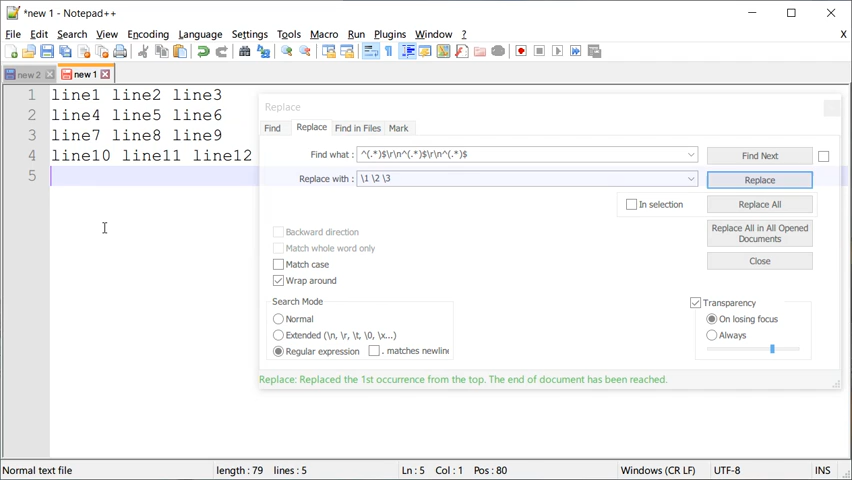 *new 1 - Notepad++
File Edit Search View Encoding Language Settings Tools Macro Run Plugins Window ? X
new 2 new 1
1 line1 line2 line3
2 line4 line5 line6
3 line7 line8 line9
4 line10 line11 line12
5
Replace
Find Replace Find in Files Mark
Find what : ^(.*)$\r\n^(.*)$\r\n^(.*)$ Find Next
Replace with : \1 \2 \3 Replace
In selection Replace All
Backward direction Replace All in All Opened
Documents
Match whole word only
Match case Close
Wrap around
Search Mode Transparency
Normal On losing focus
Extended (\n, \r, \t, \0, \x...) Always
Regular expression . matches newline
Replace: Replaced the 1st occurrence from the top. The end of document has been reached.
Normal text file length : 79 lines : 5 Ln : 5 Col : 1 Pos : 80 Windows (CR LF) UTF-8 INS